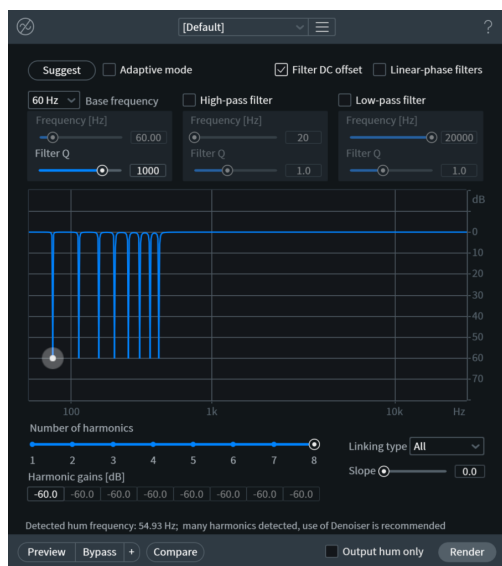 [Default]
?
Suggest Adaptive mode Filter DC offset Linear-phase filters
60 Hz Base frequency High-pass filter Low-pass filter
Frequency [Hz] Frequency [Hz] Frequency [Hz]
60.00 20 20000
Filter Q Filter Q Filter Q
1000 1.0 1.0
dB
-0
-10
-20
-30
-40
-50
-60
-70
100 1k 10k Hz
Number of harmonics
1 2 3 4 5 6 7 8
Linking type All
Harmonic gains [dB]
Slope 0.0
-60.0 -60.0 -60.0 -60.0 -60.0 -60.0 -60.0 -60.0
Detected hum frequency: 54.93 Hz; many harmonics detected, use of Denoiser is recommended
Preview Bypass + Compare Output hum only Render